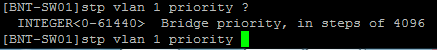 [BNT-SW01]stp vlan 1 priority ?
INTEGER<0-61440>  Bridge priority, in steps of 4096
[BNT-SW01]stp vlan 1 priority